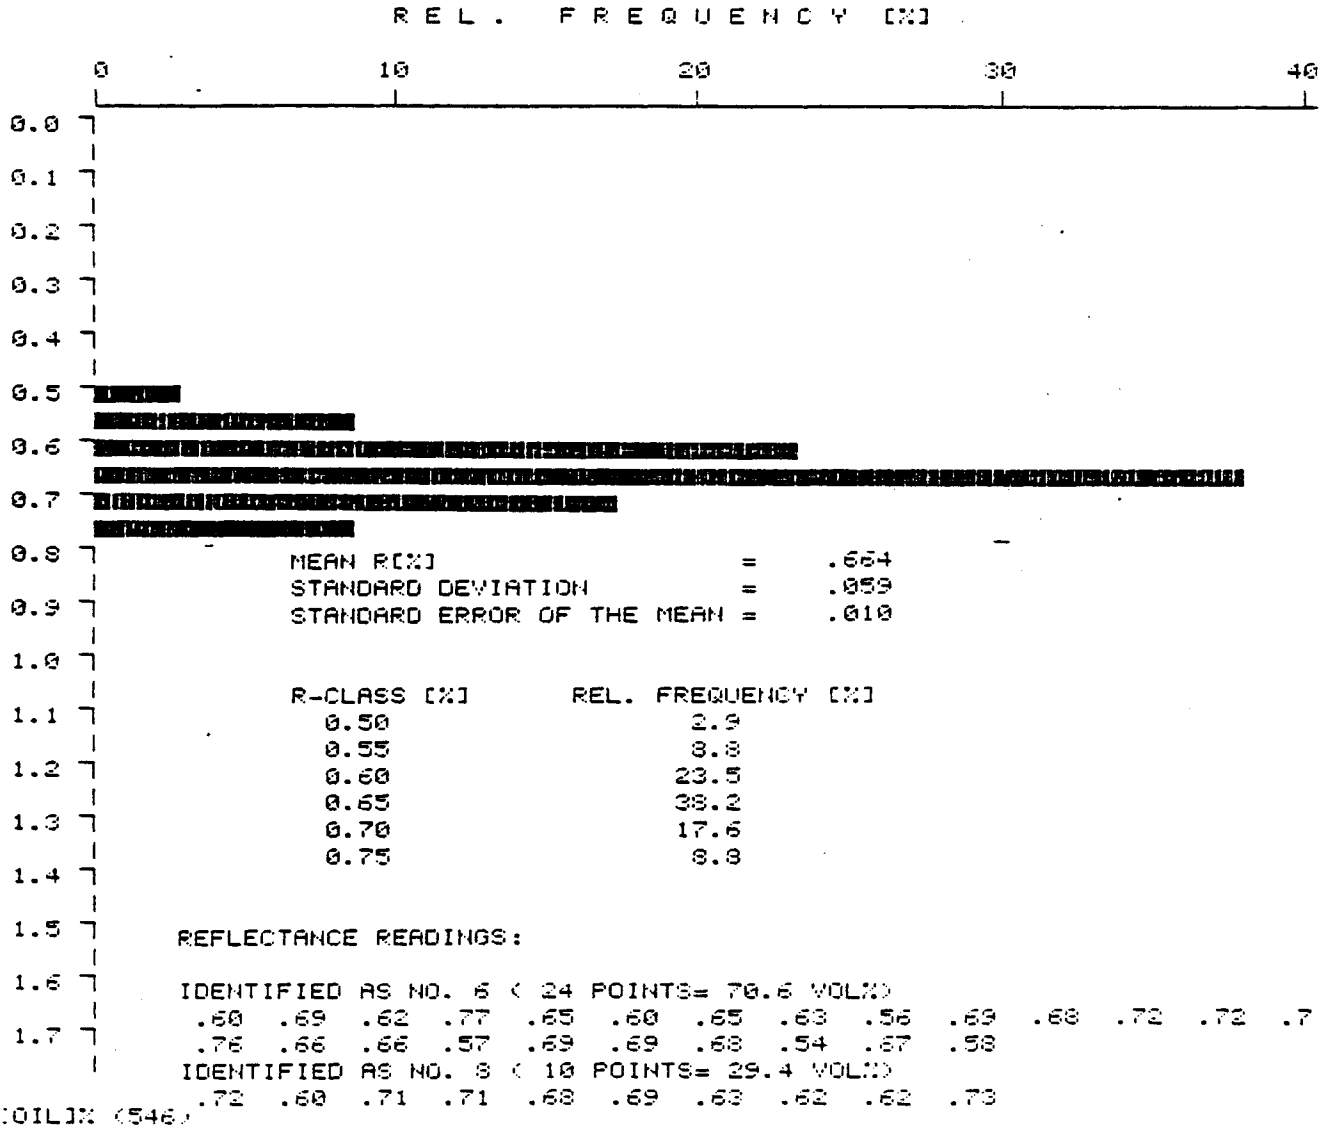 REL. FREQUENCY [%]
0 10 20 30 40
0.0
0.1
0.2
0.3
0.4
0.5
0.6
0.7
0.8
MEAN R[%] = .664
STANDARD DEVIATION = .059
0.9
STANDARD ERROR OF THE MEAN = .010
1.0
R-CLASS [%] REL. FREQUENCY [%]
1.1
0.50 2.9
0.55 8.8
1.2
0.60 23.5
0.65 38.2
1.3
0.70 17.6
0.75 8.8
1.4
1.5
REFLECTANCE READINGS:
1.6
IDENTIFIED AS NO. 6 ( 24 POINTS= 70.6 VOL%)
.60 .69 .62 .77 .65 .60 .65 .63 .56 .69 .68 .72 .72 .7
1.7
.76 .66 .66 .57 .69 .69 .68 .54 .67 .58
IDENTIFIED AS NO. 8 ( 10 POINTS= 29.4 VOL%)
.72 .60 .71 .71 .68 .69 .63 .62 .62 .73
[OIL]% (546)